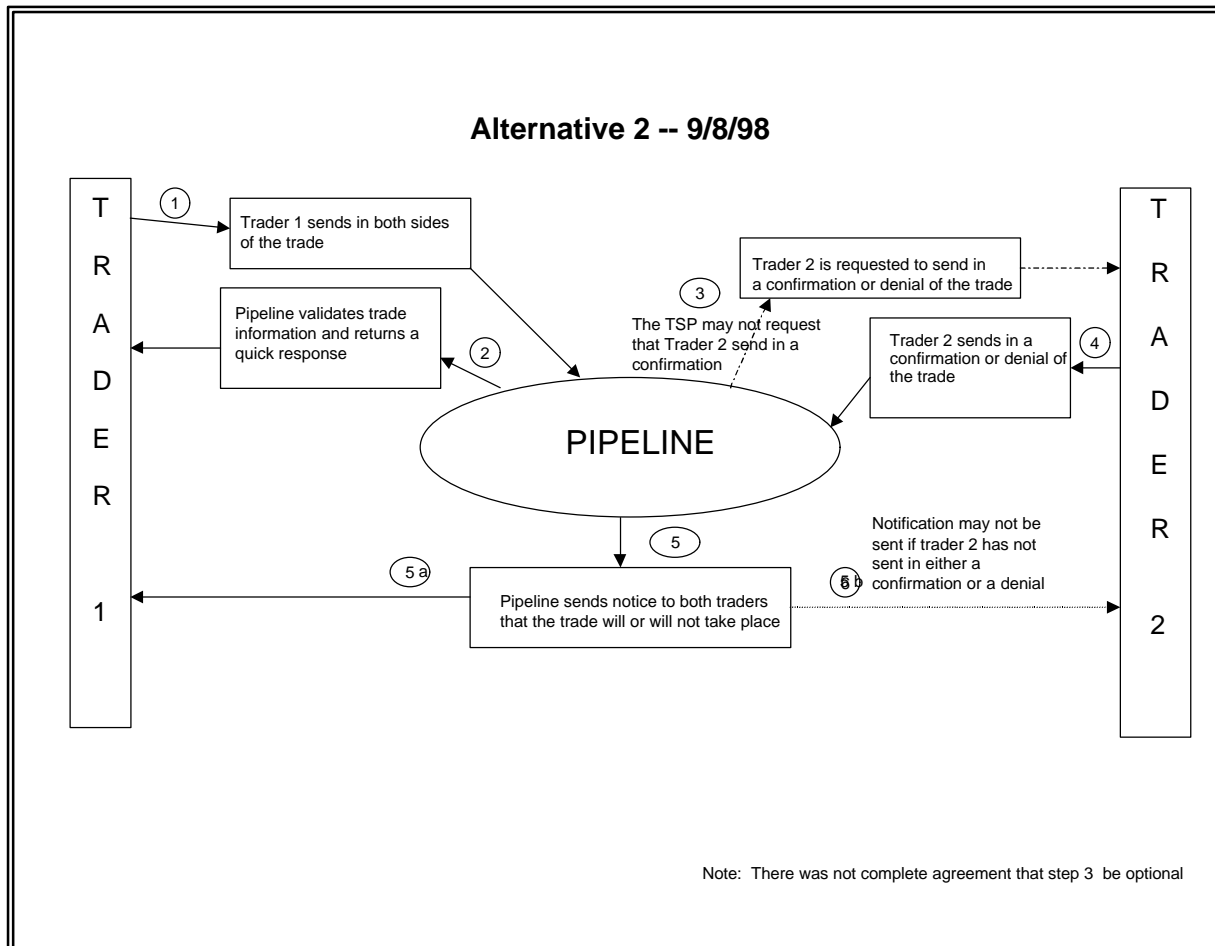 Alternative 2 -- 9/8/98
T
R
A
D
E
R
1
1
Trader 1 sends in both sides
of the trade
Pipeline validates trade
information and returns a
quick response
2
3
The TSP may not request
that Trader 2 send in a
confirmation
Trader 2 is requested to send in
a confirmation or denial of the trade
Trader 2 sends in a
confirmation or denial of
the trade
4
T
R
A
D
E
R
2
PIPELINE
5
5 a
Pipeline sends notice to both traders
that the trade will or will not take place
Notification may not be
sent if trader 2 has not
sent in either a
confirmation or a denial
b
Note: There was not complete agreement that step 3 be optional